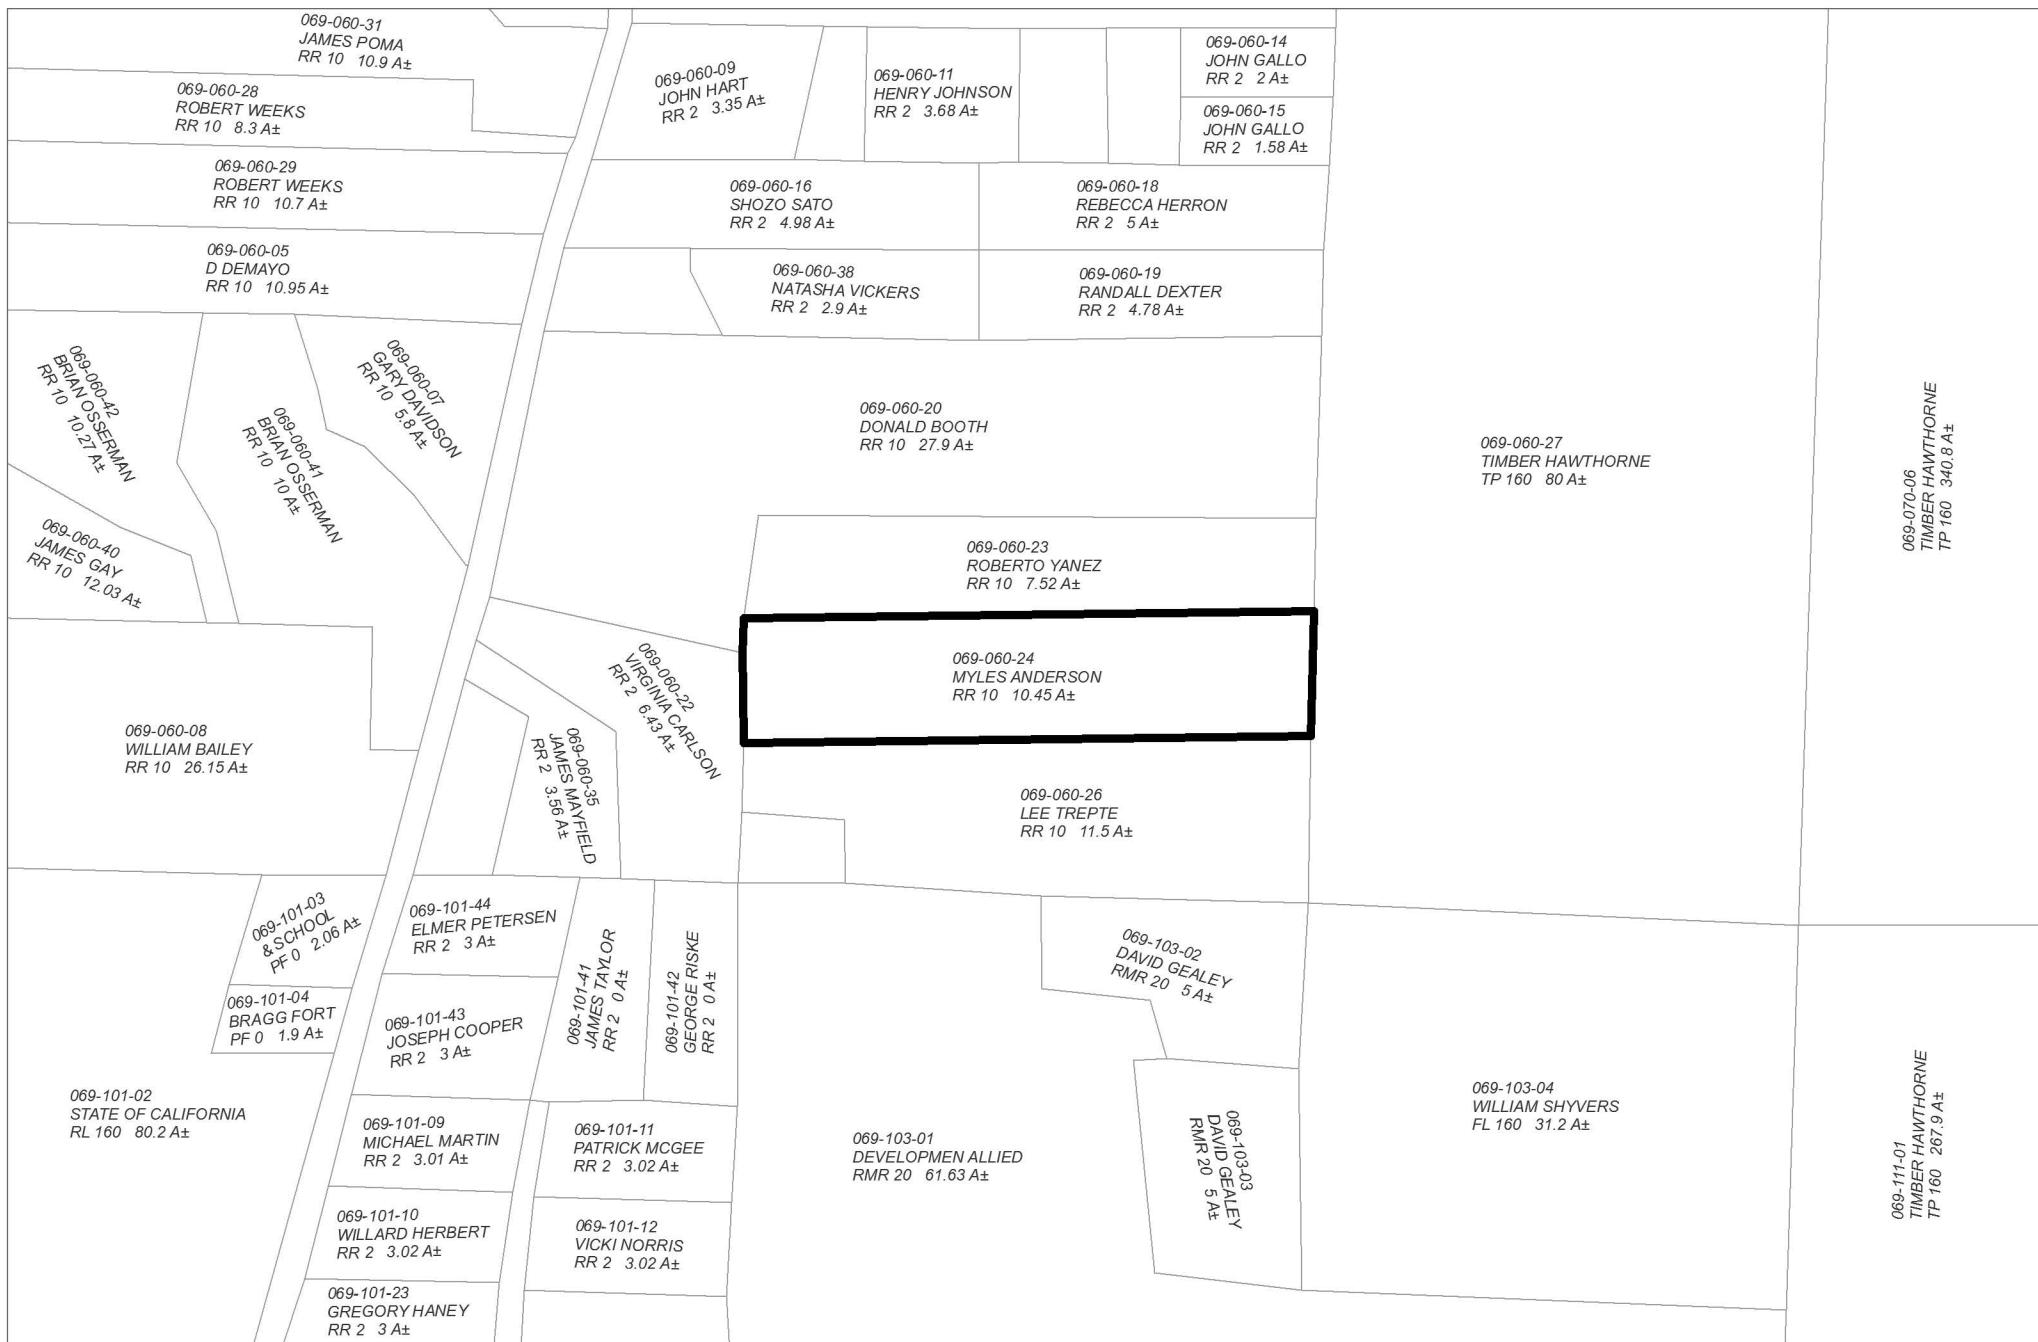 069-060-31
JAMES POMA
RR 10 10.9 A±
069-060-28
ROBERT WEEKS
RR 10 8.3 A±
069-060-29
ROBERT WEEKS
RR 10 10.7 A±
069-060-05
D DEMAYO
RR 10 10.95 A±
069-060-09
JOHN HART
RR 2 3.35 A±
069-060-11
HENRY JOHNSON
RR 2 3.68 A±
069-060-14
JOHN GALLO
RR 2 2 A±
069-060-15
JOHN GALLO
RR 2 1.58 A±
069-060-16
SHOZO SATO
RR 2 4.98 A±
069-060-18
REBECCA HERRON
RR 2 5 A±
069-060-38
NATASHA VICKERS
RR 2 2.9 A±
069-060-19
RANDALL DEXTER
RR 2 4.78 A±
069-060-42
BRIAN OSSERMAN
RR 10 10.27 A±
069-060-41
BRIAN OSSERMAN
RR 10 10 A±
069-060-07
GARY DAVIDSON
RR 10 5.8 A±
069-060-40
JAMES GAY
RR 10 12.03 A±
069-060-20
DONALD BOOTH
RR 10 27.9 A±
069-060-27
TIMBER HAWTHORNE
TP 160 80 A±
069-070-06
TIMBER HAWTHORNE
TP 160 340.8 A±
069-060-23
ROBERTO YANEZ
RR 10 7.52 A±
069-060-24
MYLES ANDERSON
RR 10 10.45 A±
069-060-22
VIRGINIA CARLSON
RR 2 6.43 A±
069-060-35
JAMES MAYFIELD
RR 2 3.56 A±
069-060-08
WILLIAM BAILEY
RR 10 26.15 A±
069-060-26
LEE TREPTE
RR 10 11.5 A±
069-101-03
& SCHOOL
PF 0 2.06 A±
069-101-04
BRAGG FORT
PF 0 1.9 A±
069-101-44
ELMER PETERSEN
RR 2 3 A±
069-101-43
JOSEPH COOPER
RR 2 3 A±
069-101-41
JAMES TAYLOR
RR 2 0 A±
069-101-42
GEORGE RISKE
RR 2 0 A±
069-103-02
DAVID GEALEY
RMR 20 5 A±
069-103-03
DAVID GEALEY
RMR 20 5 A±
069-101-02
STATE OF CALIFORNIA
RL 160 80.2 A±
069-101-09
MICHAEL MARTIN
RR 2 3.01 A±
069-101-11
PATRICK MCGEE
RR 2 3.02 A±
069-103-01
DEVELOPMEN ALLIED
RMR 20 61.63 A±
069-103-04
WILLIAM SHYVERS
FL 160 31.2 A±
069-111-01
TIMBER HAWTHORNE
TP 160 267.9 A±
069-101-10
WILLARD HERBERT
RR 2 3.02 A±
069-101-12
VICKI NORRIS
RR 2 3.02 A±
069-101-23
GREGORY HANEY
RR 2 3 A±